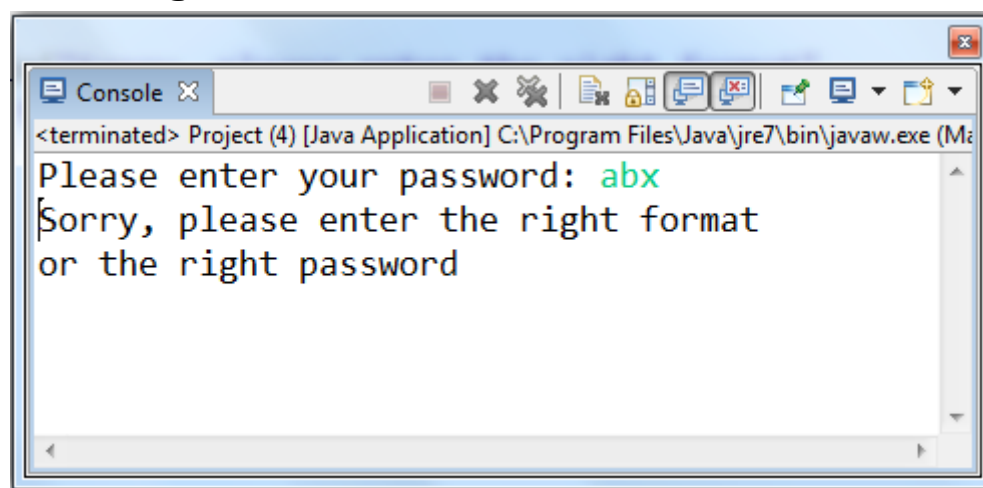 Console
<terminated> Project (4) [Java Application] C:\Program Files\Java\jre7\bin\javaw.exe (Ma
Please enter your password: abx
Sorry, please enter the right format
or the right password